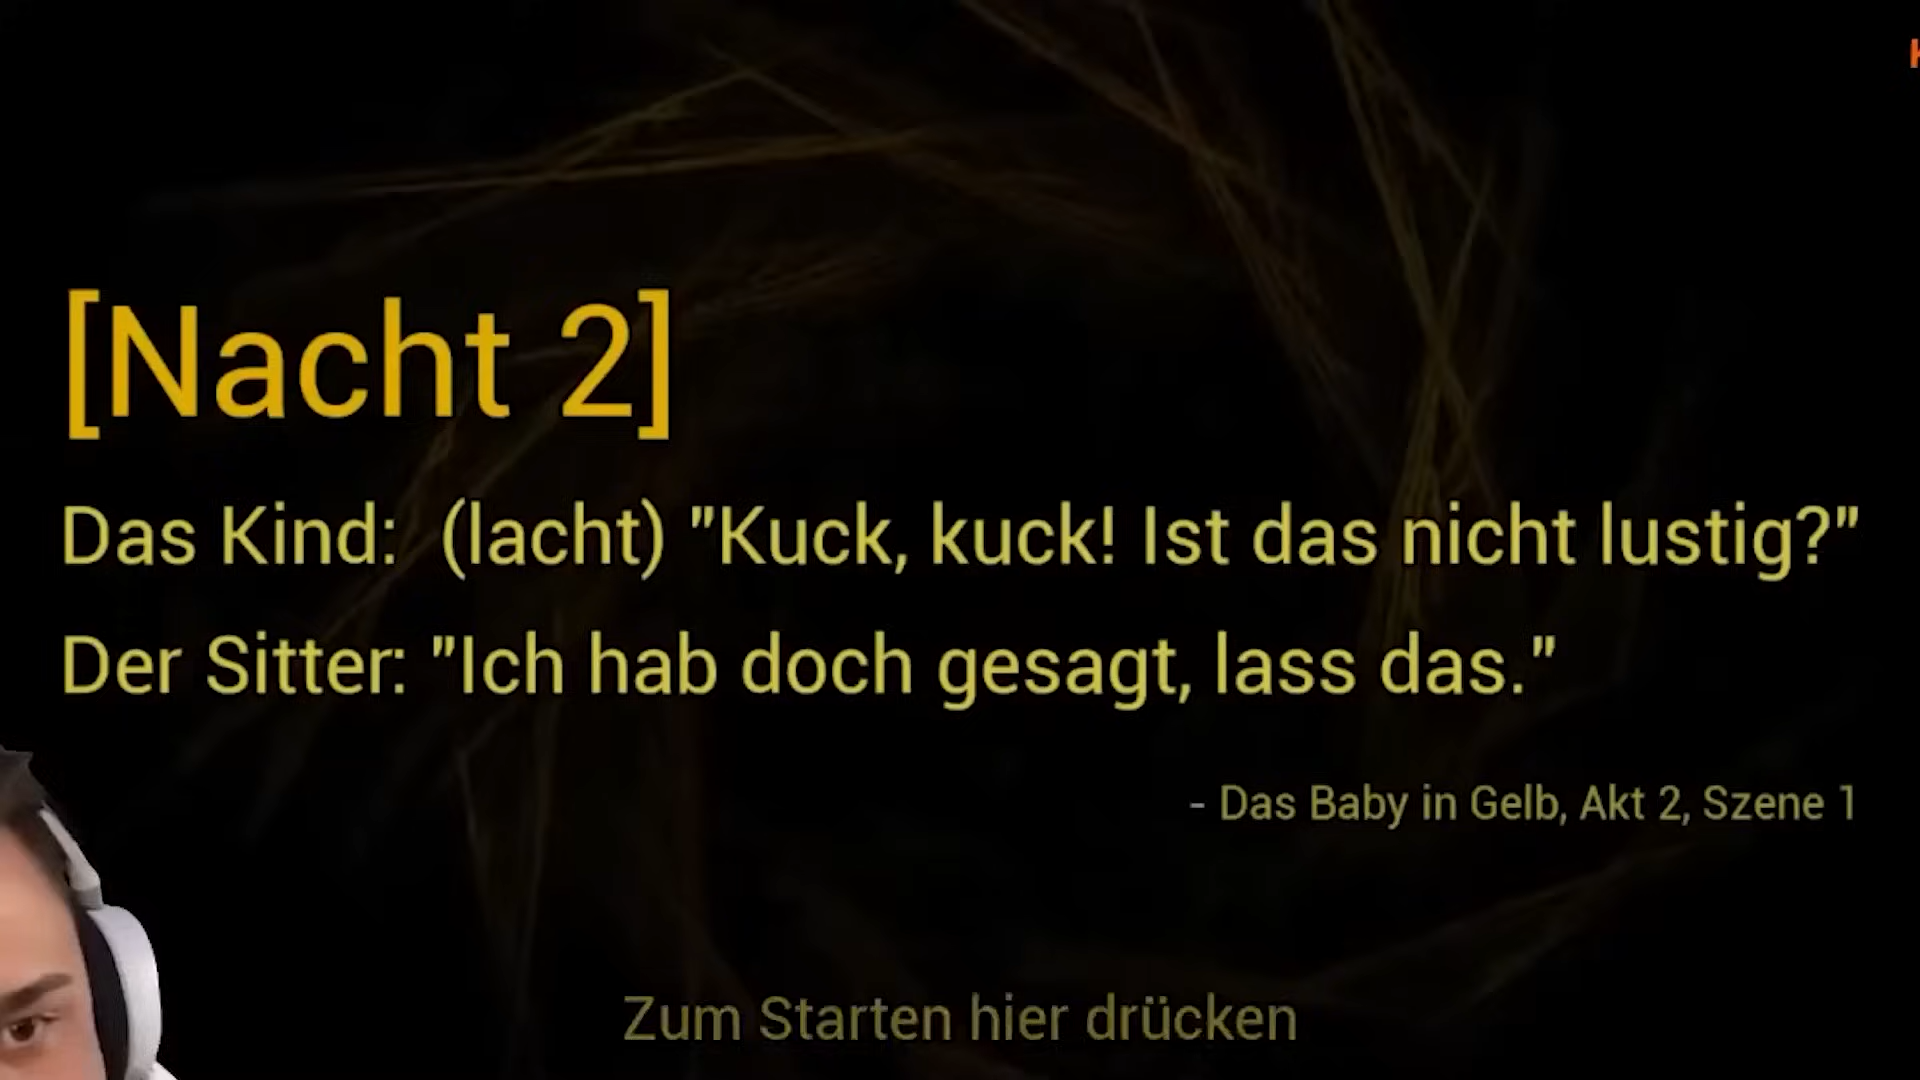 [Nacht 2]
Das Kind:  (lacht) "Kuck, kuck! Ist das nicht lustig?"
Der Sitter: "Ich hab doch gesagt, lass das."
- Das Baby in Gelb, Akt 2, Szene 1
Zum Starten hier drücken